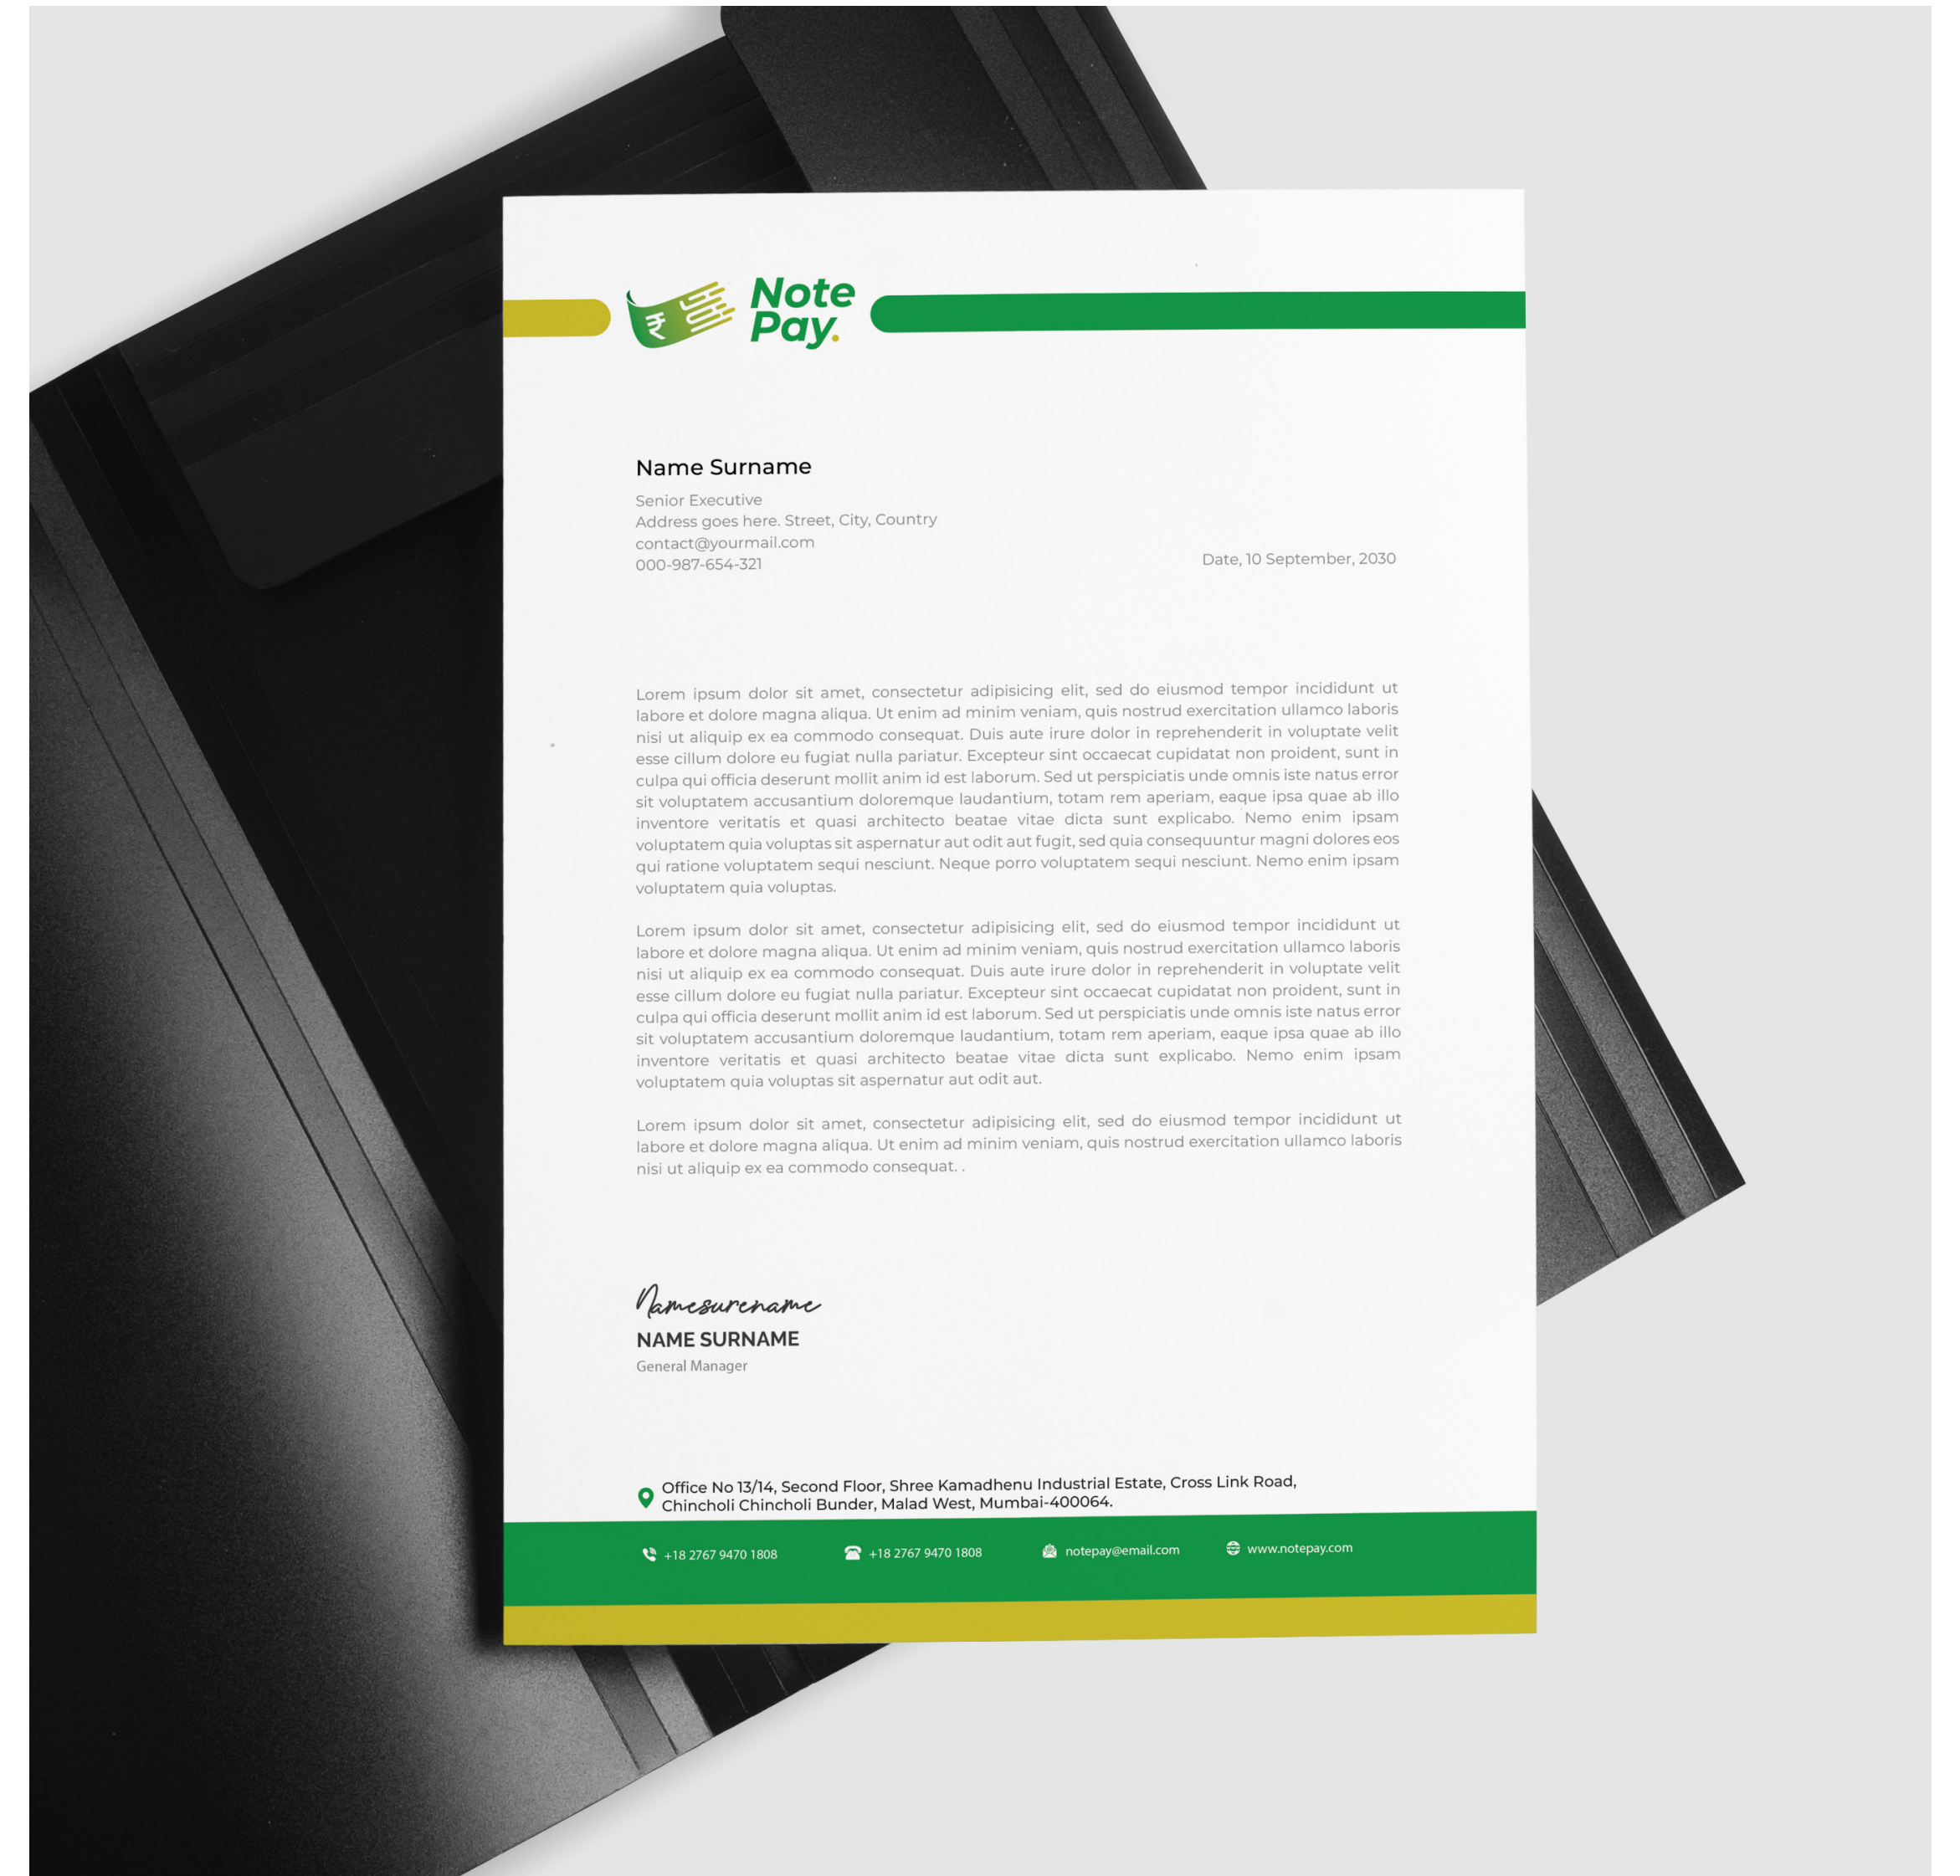 Note
Pay.
Name Surname
Senior Executive
Address goes here. Street, City, Country
contact@yourmail.com
000-987-654-321
Date, 10 September, 2030
Lorem ipsum dolor sit amet, consectetur adipisicing elit, sed do eiusmod tempor incididunt ut
labore et dolore magna aliqua. Ut enim ad minim veniam, quis nostrud exercitation ullamco laboris
nisi ut aliquip ex ea commodo consequat. Duis aute irure dolor in reprehenderit in voluptate velit
esse cillum dolore eu fugiat nulla pariatur. Excepteur sint occaecat cupidatat non proident, sunt in
culpa qui officia deserunt mollit anim id est laborum. Sed ut perspiciatis unde omnis iste natus error
sit voluptatem accusantium doloremque laudantium, totam rem aperiam, eaque ipsa quae ab illo
inventore veritatis et quasi architecto beatae vitae dicta sunt explicabo. Nemo enim ipsam
voluptatem quia voluptas sit aspernatur aut odit aut fugit, sed quia consequuntur magni dolores eos
qui ratione voluptatem sequi nesciunt. Neque porro voluptatem sequi nesciunt. Nemo enim ipsam
voluptatem quia voluptas.
Lorem ipsum dolor sit amet, consectetur adipisicing elit, sed do eiusmod tempor incididunt ut
labore et dolore magna aliqua. Ut enim ad minim veniam, quis nostrud exercitation ullamco laboris
nisi ut aliquip ex ea commodo consequat. Duis aute irure dolor in reprehenderit in voluptate velit
esse cillum dolore eu fugiat nulla pariatur. Excepteur sint occaecat cupidatat non proident, sunt in
culpa qui officia deserunt mollit anim id est laborum. Sed ut perspiciatis unde omnis iste natus error
sit voluptatem accusantium doloremque laudantium, totam rem aperiam, eaque ipsa quae ab illo
inventore veritatis et quasi architecto beatae vitae dicta sunt explicabo. Nemo enim ipsam
voluptatem quia voluptas sit aspernatur aut odit aut.
Lorem ipsum dolor sit amet, consectetur adipisicing elit, sed do eiusmod tempor incididunt ut
labore et dolore magna aliqua. Ut enim ad minim veniam, quis nostrud exercitation ullamco laboris
nisi ut aliquip ex ea commodo consequat. .
Namesurename
NAME SURNAME
General Manager
Office No 13/14, Second Floor, Shree Kamadhenu Industrial Estate, Cross Link Road,
Chincholi Chincholi Bunder, Malad West, Mumbai-400064.
+18 2767 9470 1808
+18 2767 9470 1808
notepay@email.com
www.notepay.com